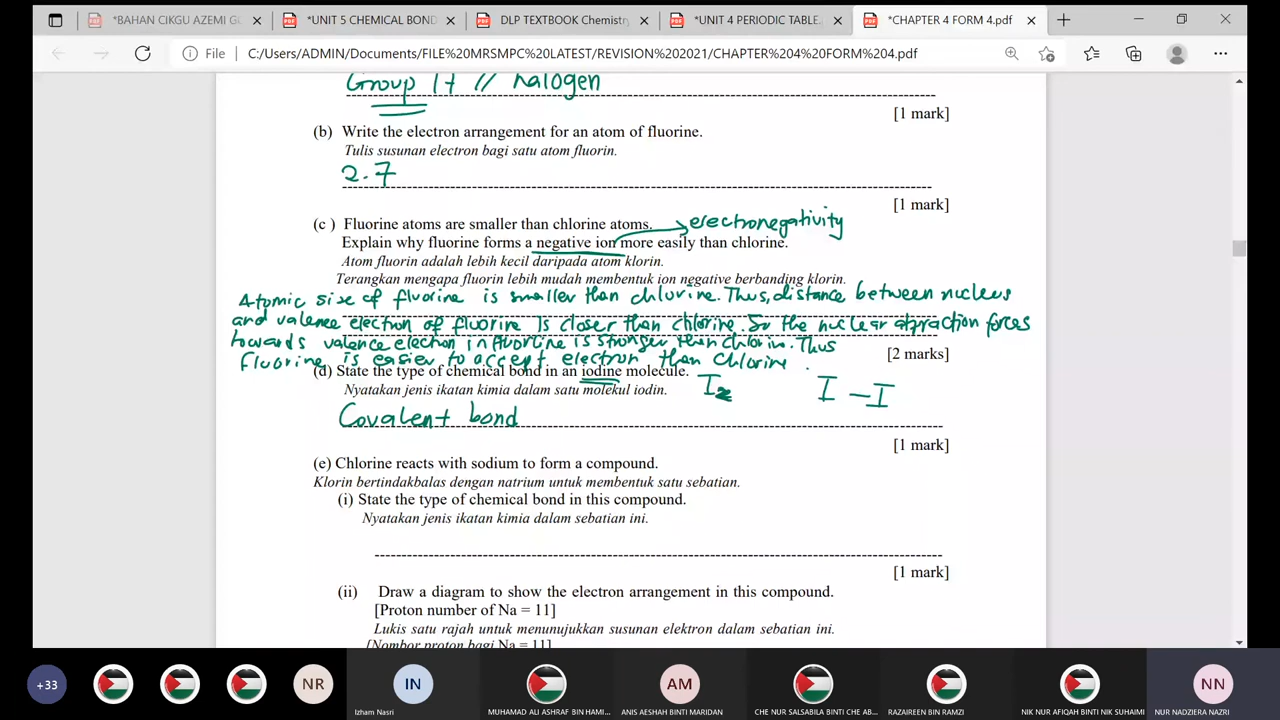 *BAHAN CIKGU AZEMI G
*UNIT 5 CHEMICAL BOND
DLP TEXTBOOK Chemistry
*UNIT 4 PERIODIC TABLE.
*CHAPTER 4 FORM 4.pdf
File
C:/Users/ADMIN/Documents/FILE%20MRSMPC%20LATEST/REVISION%202021/CHAPTER%204%20FORM%204.pdf
Group 17 // halogen
[1 mark]
(b) Write the electron arrangement for an atom of fluorine.
Tulis susunan electron bagi satu atom fluorin.
2.7
[1 mark]
(c ) Fluorine atoms are smaller than chlorine atoms.
electronegativity
Explain why fluorine forms a negative ion more easily than chlorine.
Atom fluorin adalah lebih kecil daripada atom klorin.
Terangkan mengapa fluorin lebih mudah membentuk ion negative berbanding klorin.
Atomic size of fluorine is smaller than chlorine. Thus, distance between nucleus
and valence electron of fluorine is closer than chlorine. So the nuclear attraction forces
towards valence electron in fluorine is stronger than chlorine. Thus
[2 marks]
fluorine is easier to accept electron than chlorine.
(d) State the type of chemical bond in an iodine molecule.
Nyatakan jenis ikatan kimia dalam satu molekul iodin.
I2
I – I
Covalent bond
[1 mark]
(e) Chlorine reacts with sodium to form a compound.
Klorin bertindakbalas dengan natrium untuk membentuk satu sebatian.
(i) State the type of chemical bond in this compound.
Nyatakan jenis ikatan kimia dalam sebatian ini.
[1 mark]
(ii) Draw a diagram to show the electron arrangement in this compound.
[Proton number of Na = 11]
Lukis satu rajah untuk menunujukkan susunan elektron dalam sebatian ini.
[Nombor proton bagi Na = 11]
+33
NR
IN
AM
NN
Izham Nasri
MUHAMAD ALI ASHRAF BIN HAMI...
ANIS AESHAH BINTI MARIDAN
CHE NUR SALSABILA BINTI CHE AB...
RAZAIREEN BIN RAMZI
NIK NUR AFIQAH BINTI NIK SUHAIMI
NUR NADZIERA NAZRI